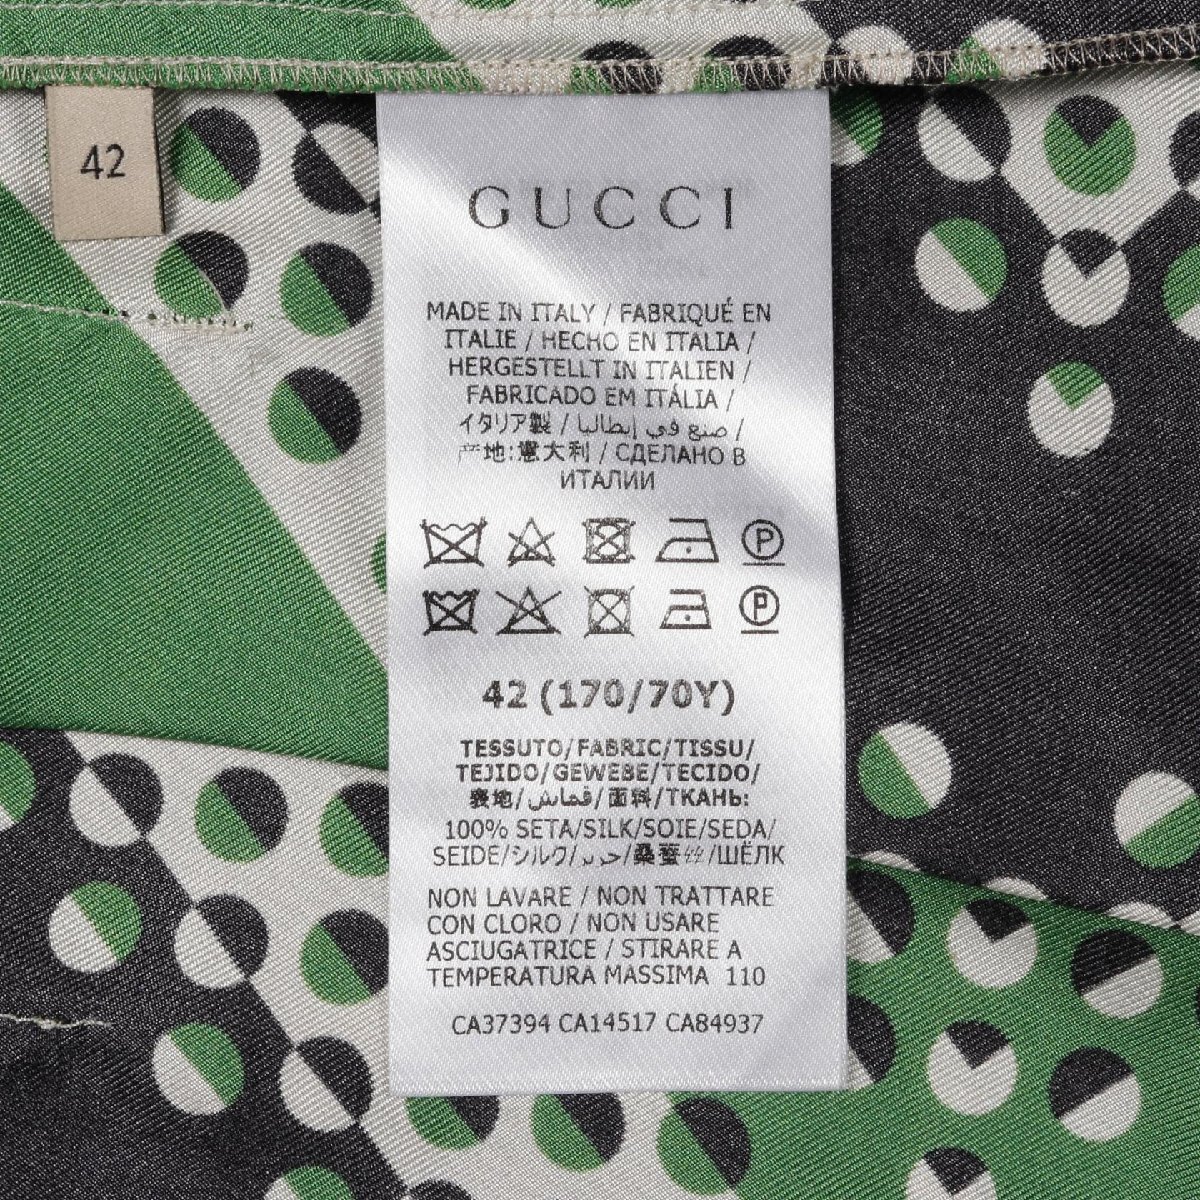 42
GUCCI
MADE IN ITALY / FABRIQUÉ EN
ITALIE / HECHO EN ITALIA /
HERGESTELLT IN ITALIEN /
FABRICADO EM ITÁLIA /
イタリア製 / صنع في إيطاليا /
产地:意大利 / СДЕЛАНО В
ИТАЛИИ
P
P
42 (170/70Y)
TESSUTO/FABRIC/TISSU/
TEJIDO/GEWEBE/TECIDO/
表地/قماش/面料/ТКАНЬ:
100% SETA/SILK/SOIE/SEDA/
SEIDE/シルク/حرير/桑蚕丝/ШЁЛК
NON LAVARE / NON TRATTARE
CON CLORO / NON USARE
ASCIUGATRICE / STIRARE A
TEMPERATURA MASSIMA 110
CA37394 CA14517 CA84937